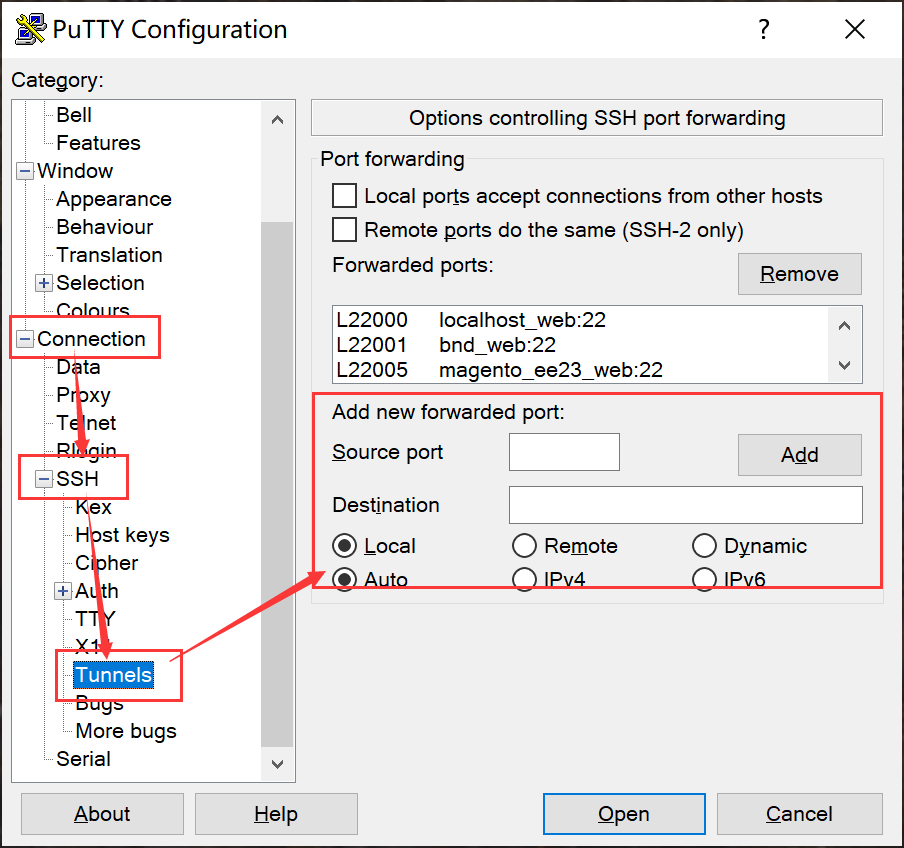 PuTTY Configuration
?
Category:
Bell
Features
Window
Appearance
Behaviour
Translation
Selection
Colours
Connection
Data
Proxy
Telnet
Rlogin
SSH
Kex
Host keys
Cipher
Auth
TTY
X11
Tunnels
Bugs
More bugs
Serial
Options controlling SSH port forwarding
Port forwarding
Local ports accept connections from other hosts
Remote ports do the same (SSH-2 only)
Forwarded ports:
Remove
L22000 localhost_web:22
L22001 bnd_web:22
L22005 magento_ee23_web:22
Add new forwarded port:
Source port
Add
Destination
Local Remote Dynamic
Auto IPv4 IPv6
About Help Open Cancel